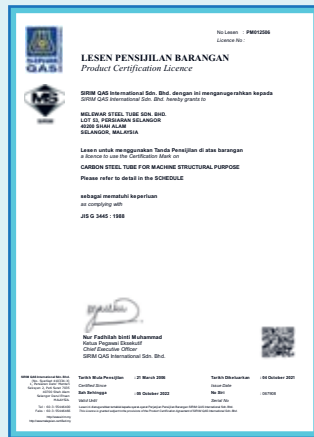 No Lesen : PM012506
Licence No.:
SIRIM
QAS
LESEN PENSIJILAN BARANGAN
Product Certification Licence
MS
SIRIM
SIRIM QAS International Sdn. Bhd. dengan ini menganugerahkan kepada
SIRIM QAS International Sdn. Bhd. hereby grants to
MELEWAR STEEL TUBE SDN. BHD.
LOT 53, PERSIARAN SELANGOR
40200 SHAH ALAM
SELANGOR, MALAYSIA
Lesen untuk menggunakan Tanda Pensijilan di atas barangan
a licence to use the Certification Mark on
CARBON STEEL TUBE FOR MACHINE STRUCTURAL PURPOSE
Please refer to detail in the SCHEDULE
sebagai mematuhi keperluan
as complying with
JIS G 3445 : 1988
Nur Fadhilah binti Muhammad
Ketua Pegawai Eksekutif
Chief Executive Officer
SIRIM QAS International Sdn. Bhd.
SIRIM QAS International Sdn. Bhd.
Tarikh Mula Pensijilan : 21 March 2006
Certified Since
Sah Sehingga : 05 October 2022
Valid Until
Tarikh Dikeluarkan : 04 October 2021
Issue Date
No Siri
Serial No